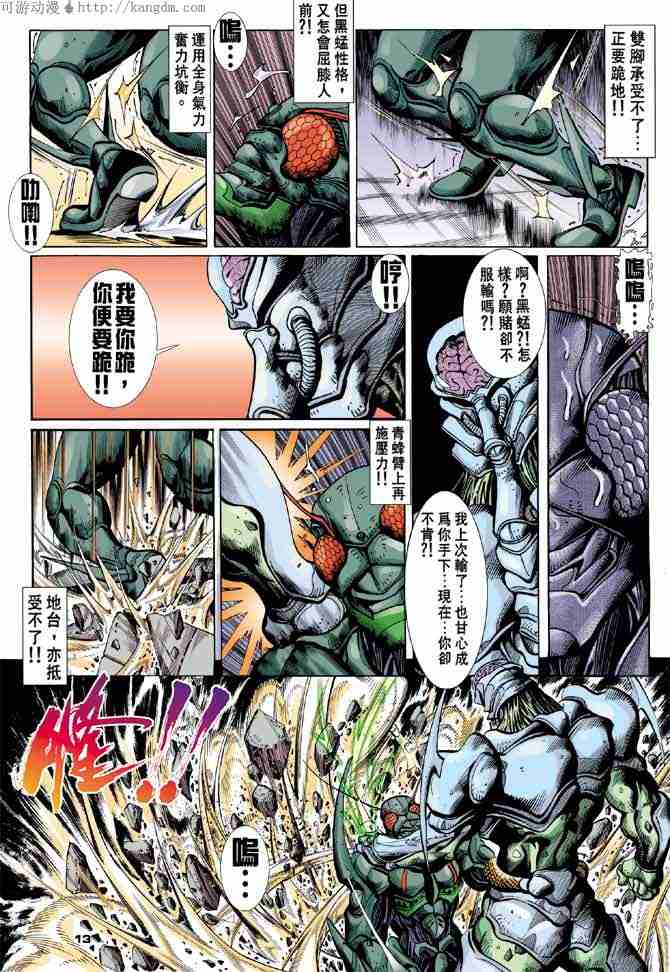 可游动漫 http://kangdm.com
雙腳承受不了…
正要跪地!!
但黑蜢性格，
又怎會屈膝人
前?!
嗚…
運用全身氣力
奮力坑衡。
叻嘞!!
嗚嗚…
啊？黑蜢?!怎
樣？願賭卻不
服輸嗎?!
哼!!
我要你跪，
你便要跪!!
我上次輸了…也甘心成
爲你手下…現在…你卻
不肯?!
青蜂臂上再
施壓力!!
地台，亦抵
受不了!!
隆!!
嗚…
13